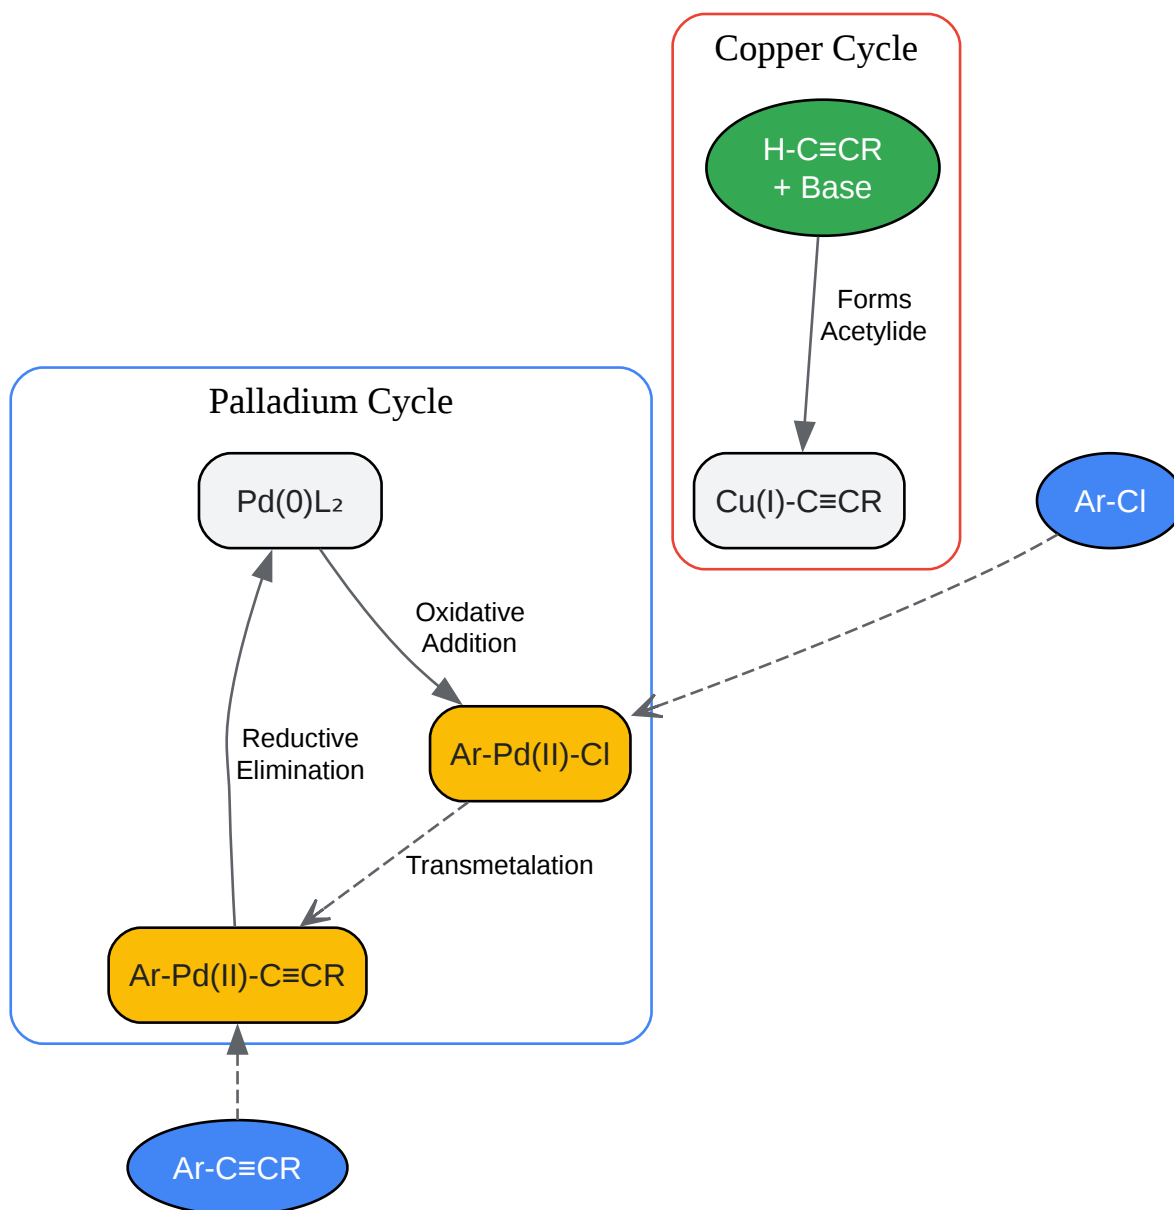 Copper Cycle
H-C≡CR
+ Base
Forms
Acetylide
Palladium Cycle
Pd(0)L₂
Cu(I)-C≡CR
Ar-Cl
Oxidative
Addition
Reductive
Elimination
Ar-Pd(II)-Cl
Transmetalation
Ar-Pd(II)-C≡CR
Ar-C≡CR